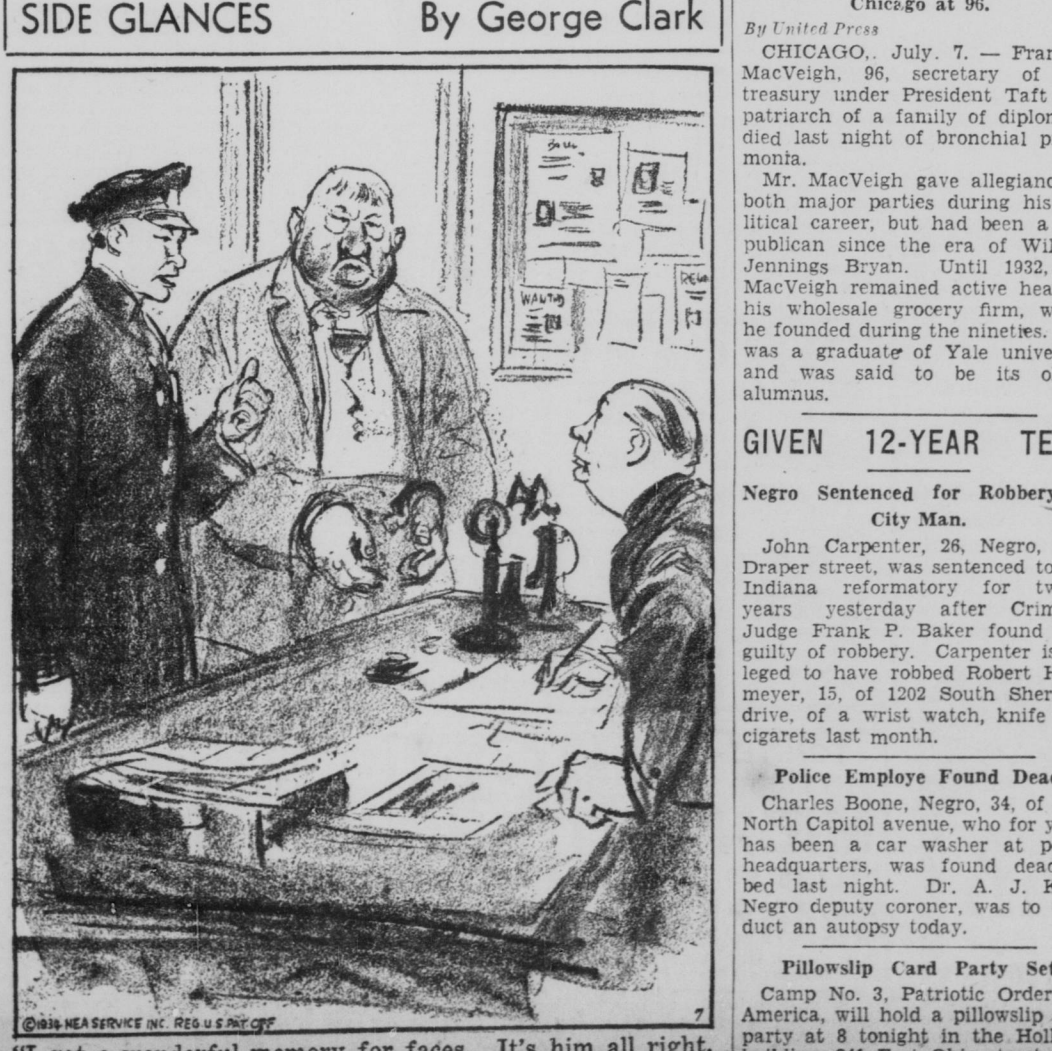 SIDE GLANCES By George Clark
WANTED
©1934 NEA SERVICE INC. REG U S PAT. OFF 7
"I got a wonderful memory for faces. It's him all right,
Chicago at 96.
By United Press
CHICAGO,. July. 7. — Fran
MacVeigh, 96, secretary of
treasury under President Taft
patriarch of a family of diplom
died last night of bronchial p
monia.
Mr. MacVeigh gave allegianc
both major parties during his
litical career, but had been a
publican since the era of Wil
Jennings Bryan. Until 1932,
MacVeigh remained active hea
his wholesale grocery firm, w
he founded during the nineties.
was a graduate of Yale unive
and was said to be its o
alumnus.
GIVEN 12-YEAR TE
Negro Sentenced for Robbery
City Man.
John Carpenter, 26, Negro,
Draper street, was sentenced to
Indiana reformatory for tw
years yesterday after Crim
Judge Frank P. Baker found
guilty of robbery. Carpenter is
leged to have robbed Robert H
meyer, 15, of 1202 South Sher
drive, of a wrist watch, knife
cigarets last month.
Police Employe Found Dead
Charles Boone, Negro, 34, of
North Capitol avenue, who for y
has been a car washer at p
headquarters, was found dead
bed last night. Dr. A. J. K
Negro deputy coroner, was to
duct an autopsy today.
Pillowslip Card Party Set
Camp No. 3, Patriotic Order
America, will hold a pillowslip
party at 8 tonight in the Holl